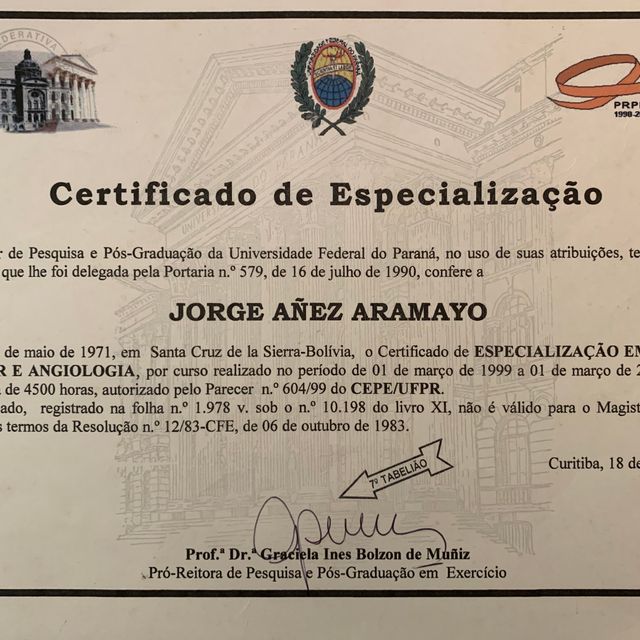 DERATIVA
PRP
1990-2
Certificado de Especialização
r de Pesquisa e Pós-Graduação da Universidade Federal do Paraná, no uso de suas atribuições, te
que lhe foi delegada pela Portaria n.º 579, de 16 de julho de 1990, confere a
JORGE AÑEZ ARAMAYO
de maio de 1971, em Santa Cruz de la Sierra-Bolívia, o Certificado de ESPECIALIZAÇÃO EM
R E ANGIOLOGIA, por curso realizado no período de 01 de março de 1999 a 01 de março de 2
a de 4500 horas, autorizado pelo Parecer n.º 604/99 do CEPE/UFPR.
ado, registrado na folha n.º 1.978 v. sob o n.º 10.198 do livro XI, não é válido para o Magist
s termos da Resolução n.º 12/83-CFE, de 06 de outubro de 1983.
Curitiba, 18 de
7º TABELIÃO
Prof.ª Dr.ª Graciela Ines Bolzon de Muñiz
Pró-Reitora de Pesquisa e Pós-Graduação em Exercício